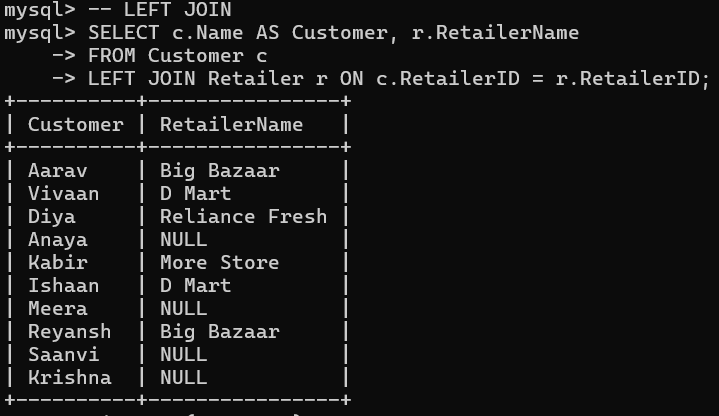 mysql> -- LEFT JOIN
mysql> SELECT c.Name AS Customer, r.RetailerName
    -> FROM Customer c
    -> LEFT JOIN Retailer r ON c.RetailerID = r.RetailerID;
+----------+----------------+
| Customer | RetailerName   |
+----------+----------------+
| Aarav    | Big Bazaar     |
| Vivaan   | D Mart         |
| Diya     | Reliance Fresh |
| Anaya    | NULL           |
| Kabir    | More Store     |
| Ishaan   | D Mart         |
| Meera    | NULL           |
| Reyansh  | Big Bazaar     |
| Saanvi   | NULL           |
| Krishna  | NULL           |
+----------+----------------+